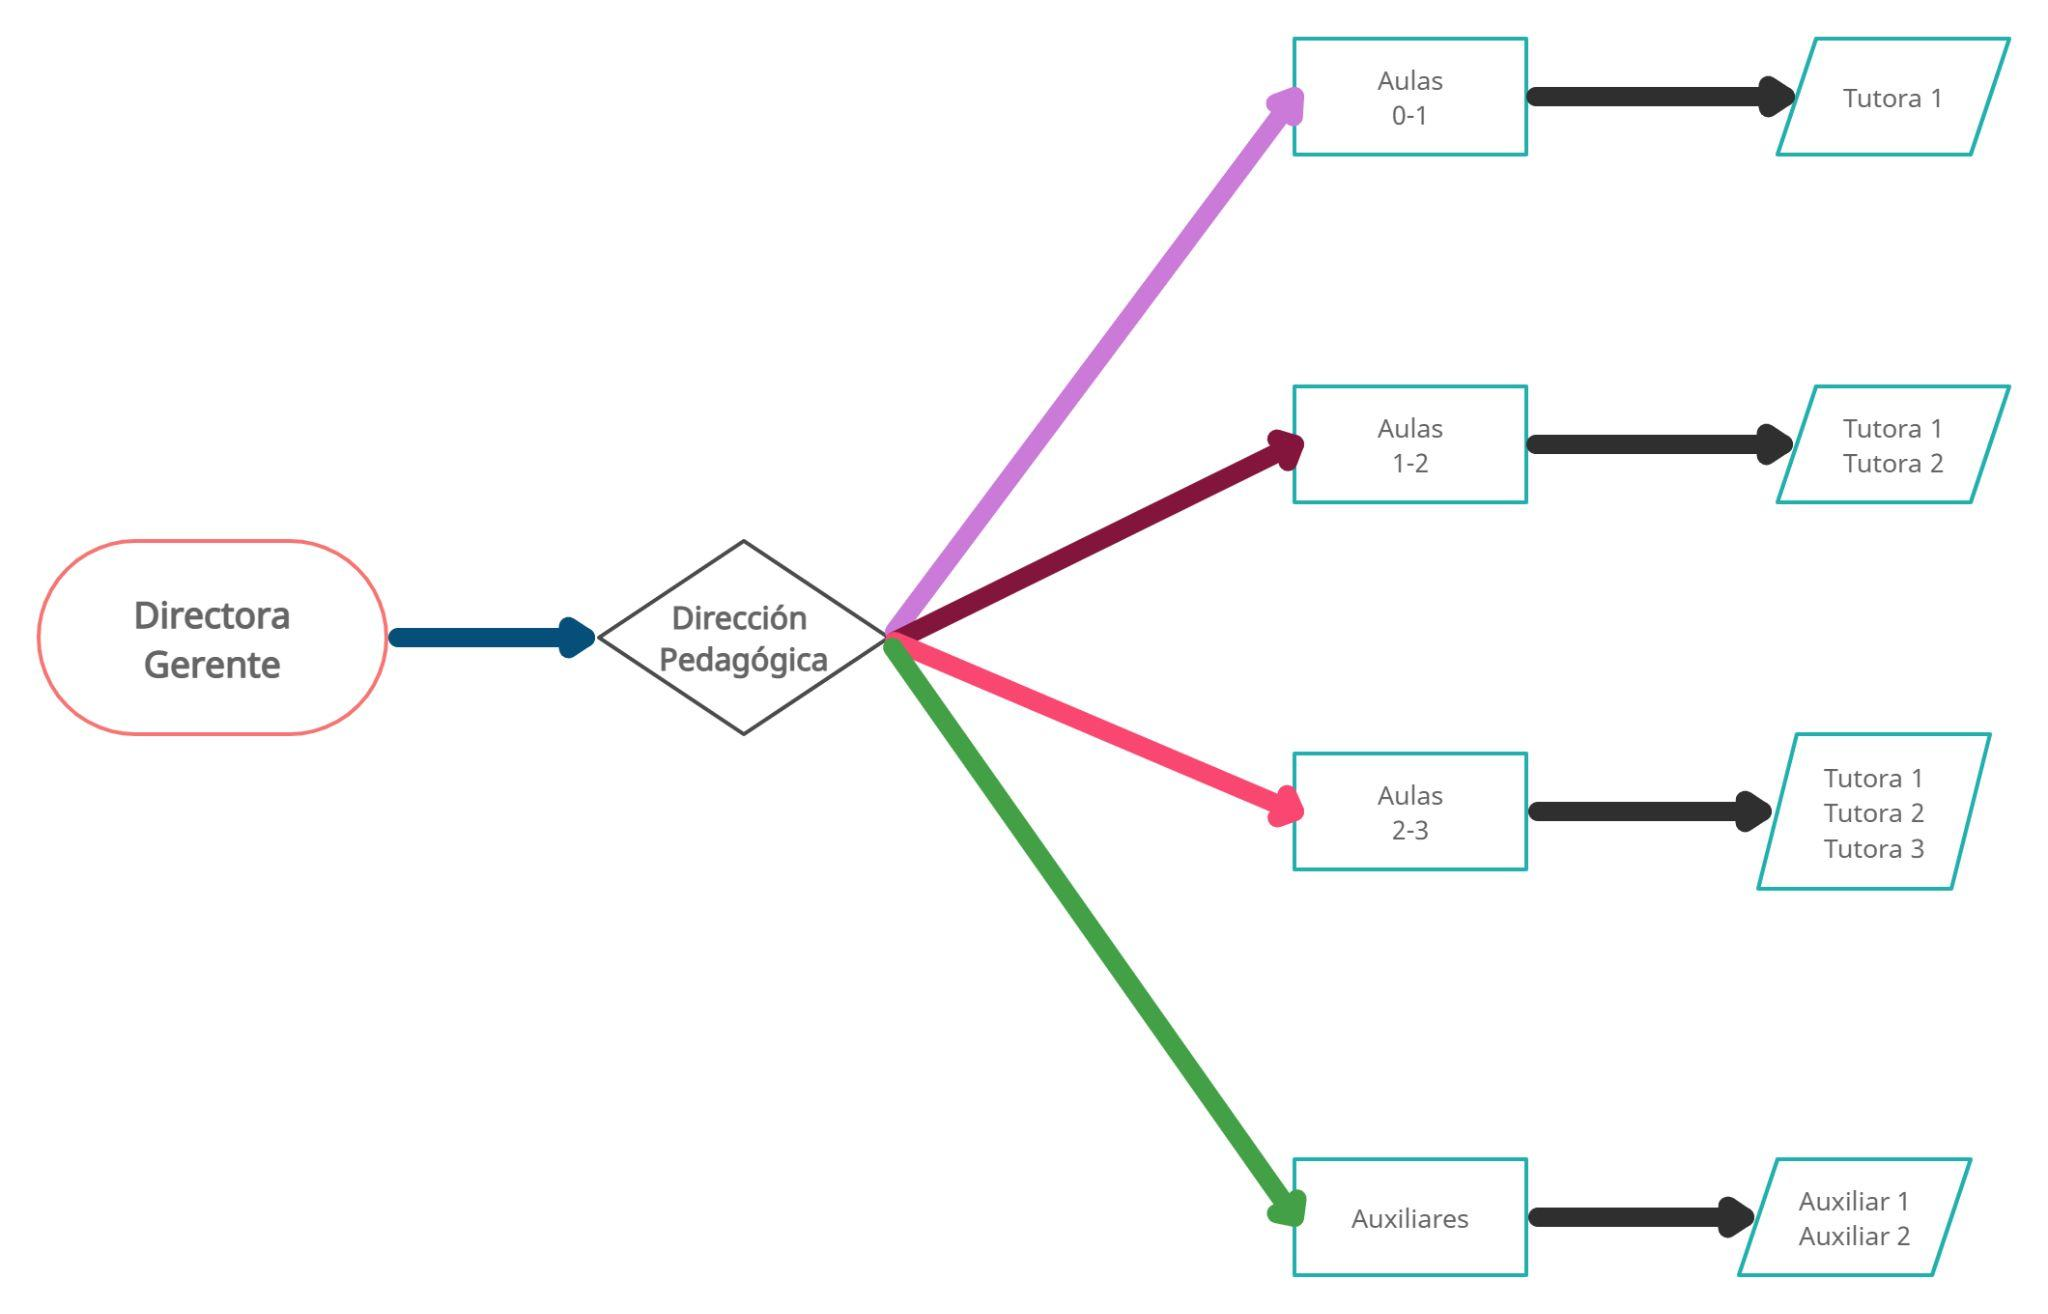 Directora
Gerente
Dirección
Pedagógica
Aulas
0-1
Tutora 1
Aulas
1-2
Tutora 1
Tutora 2
Aulas
2-3
Tutora 1
Tutora 2
Tutora 3
Auxiliares
Auxiliar 1
Auxiliar 2